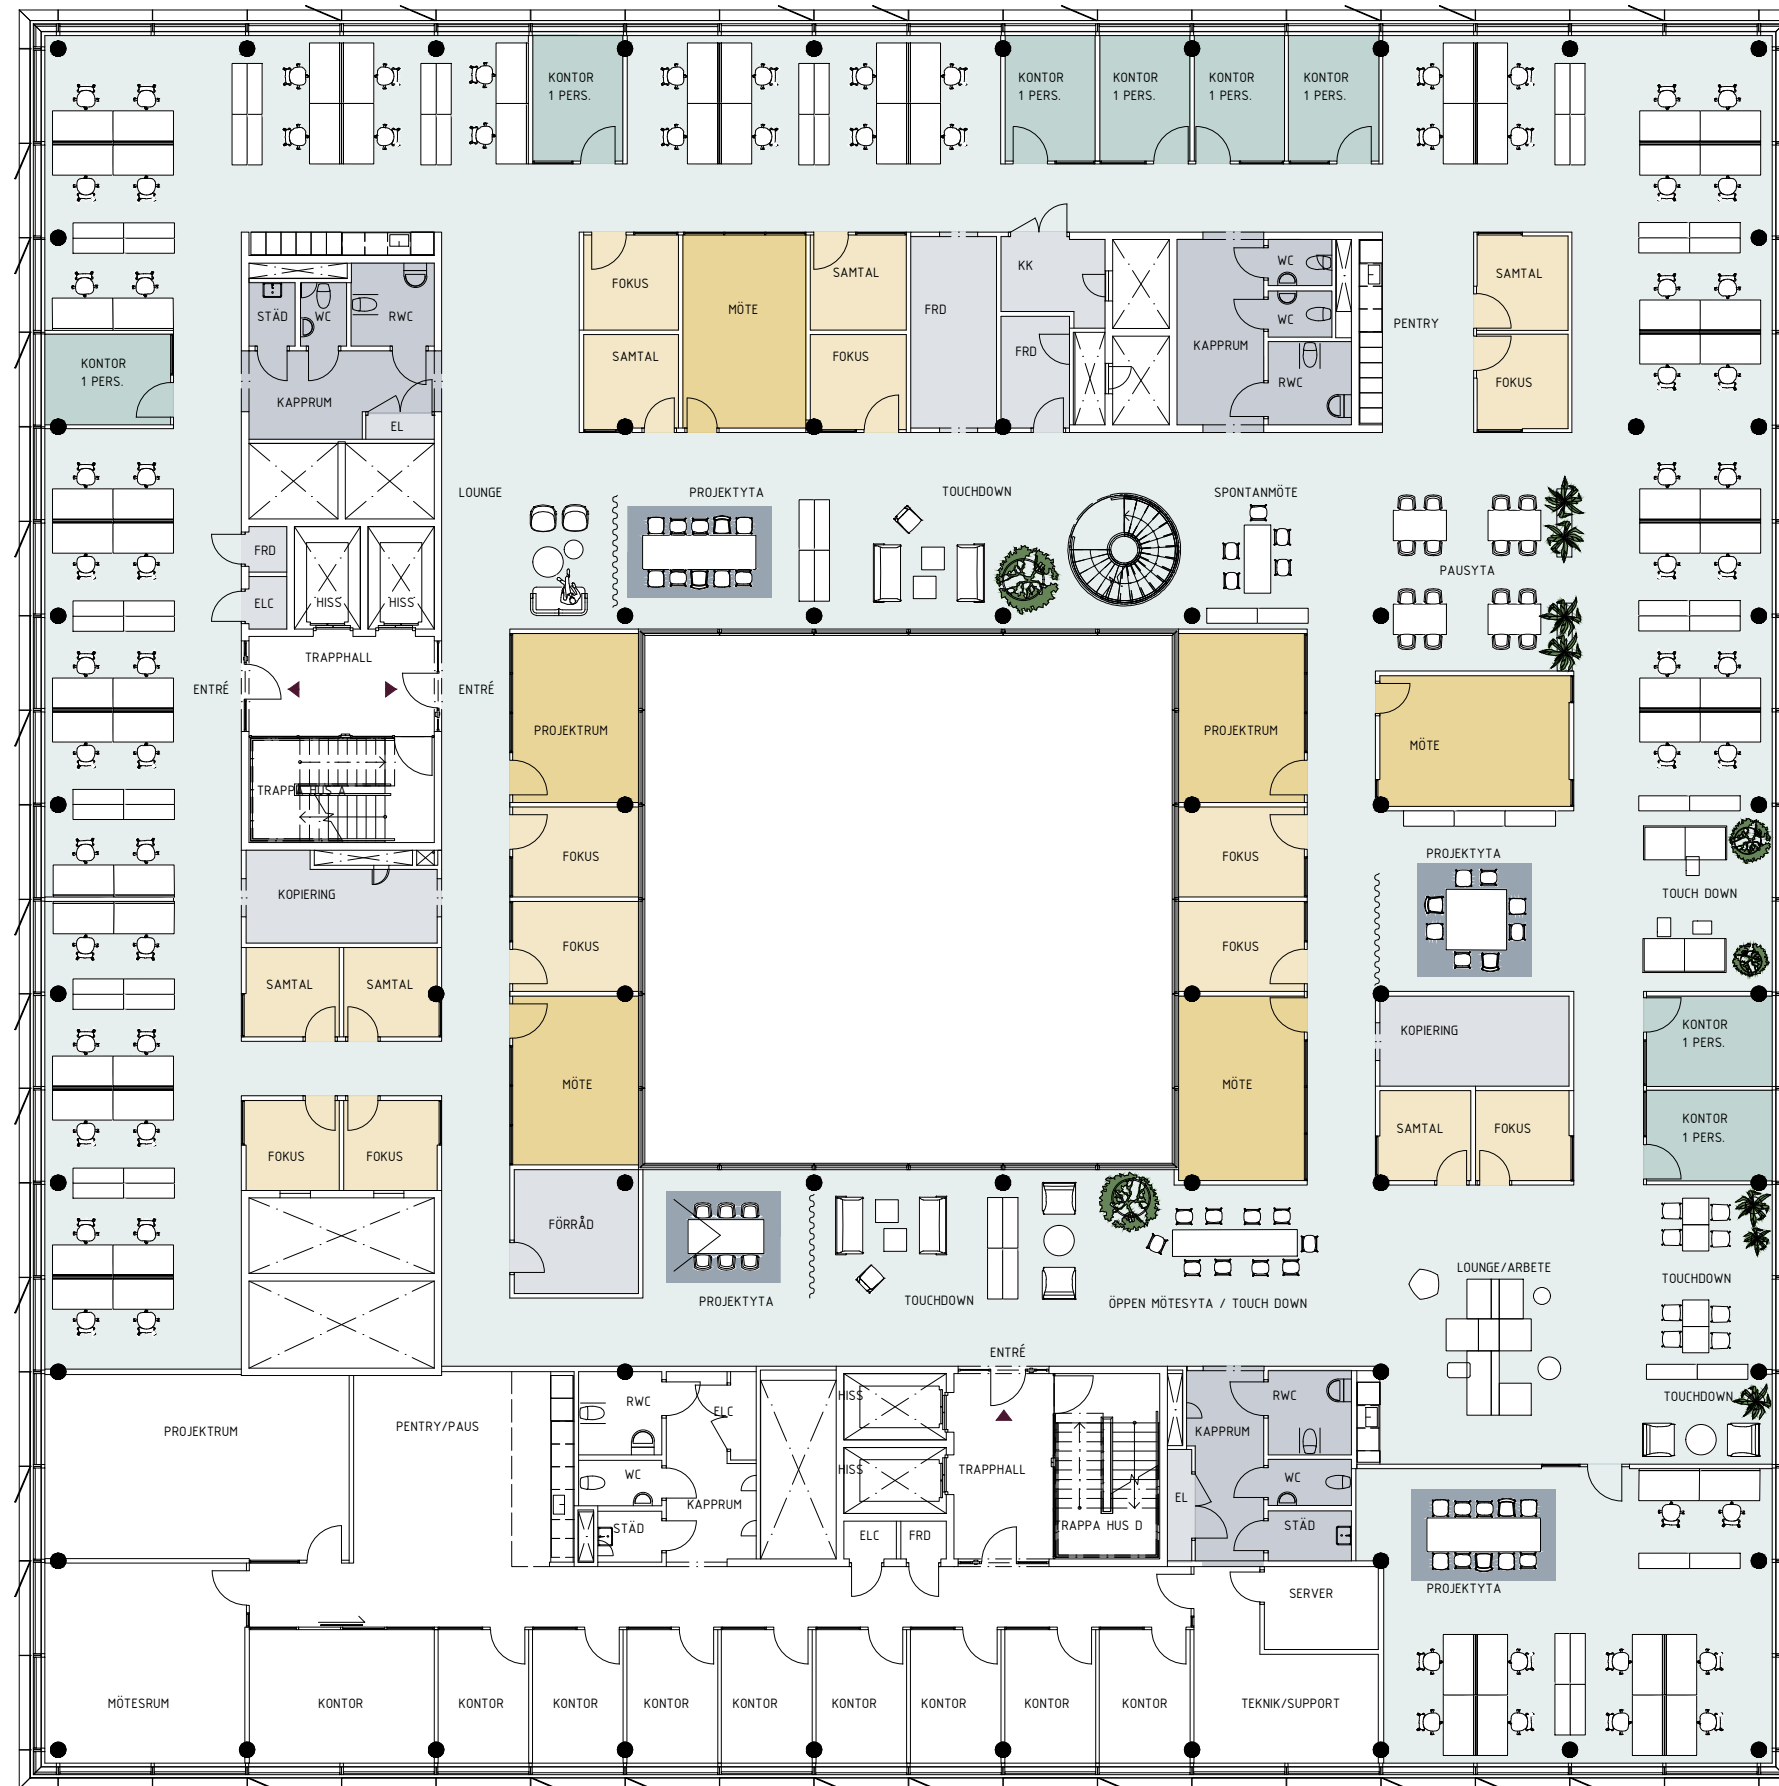 KONTOR
1 PERS.
KONTOR
1 PERS.
KONTOR
1 PERS.
KONTOR
1 PERS.
KONTOR
1 PERS.
STÄD
WC
RWC
KAPPRUM
EL
KONTOR
1 PERS.
FOKUS
MÖTE
SAMTAL
SAMTAL
FOKUS
FRD
KK
FRD
KAPPRUM
WC
WC
RWC
PENTRY
SAMTAL
FOKUS
LOUNGE
PROJEKTYTA
TOUCHDOWN
SPONTANMÖTE
PAUSYTA
FRD
ELC
HISS
HISS
TRAPPHALL
ENTRÉ
ENTRÉ
TRAPPA HUS A
PROJEKTRUM
PROJEKTRUM
MÖTE
KOPIERING
FOKUS
FOKUS
PROJEKTYTA
TOUCH DOWN
FOKUS
FOKUS
SAMTAL
SAMTAL
KOPIERING
KONTOR
1 PERS.
MÖTE
MÖTE
KONTOR
1 PERS.
SAMTAL
FOKUS
FOKUS
FOKUS
FÖRRÅD
PROJEKTYTA
TOUCHDOWN
ÖPPEN MÖTESYTA / TOUCH DOWN
LOUNGE/ARBETE
TOUCHDOWN
ENTRÉ
TOUCHDOWN
PROJEKTRUM
PENTRY/PAUS
RWC
ELC
WC
KAPPRUM
STÄD
HISS
HISS
TRAPPHALL
ELC
FRD
TRAPPA HUS D
KAPPRUM
RWC
WC
EL
STÄD
PROJEKTYTA
SERVER
MÖTESRUM
KONTOR
KONTOR
KONTOR
KONTOR
KONTOR
KONTOR
KONTOR
KONTOR
KONTOR
TEKNIK/SUPPORT